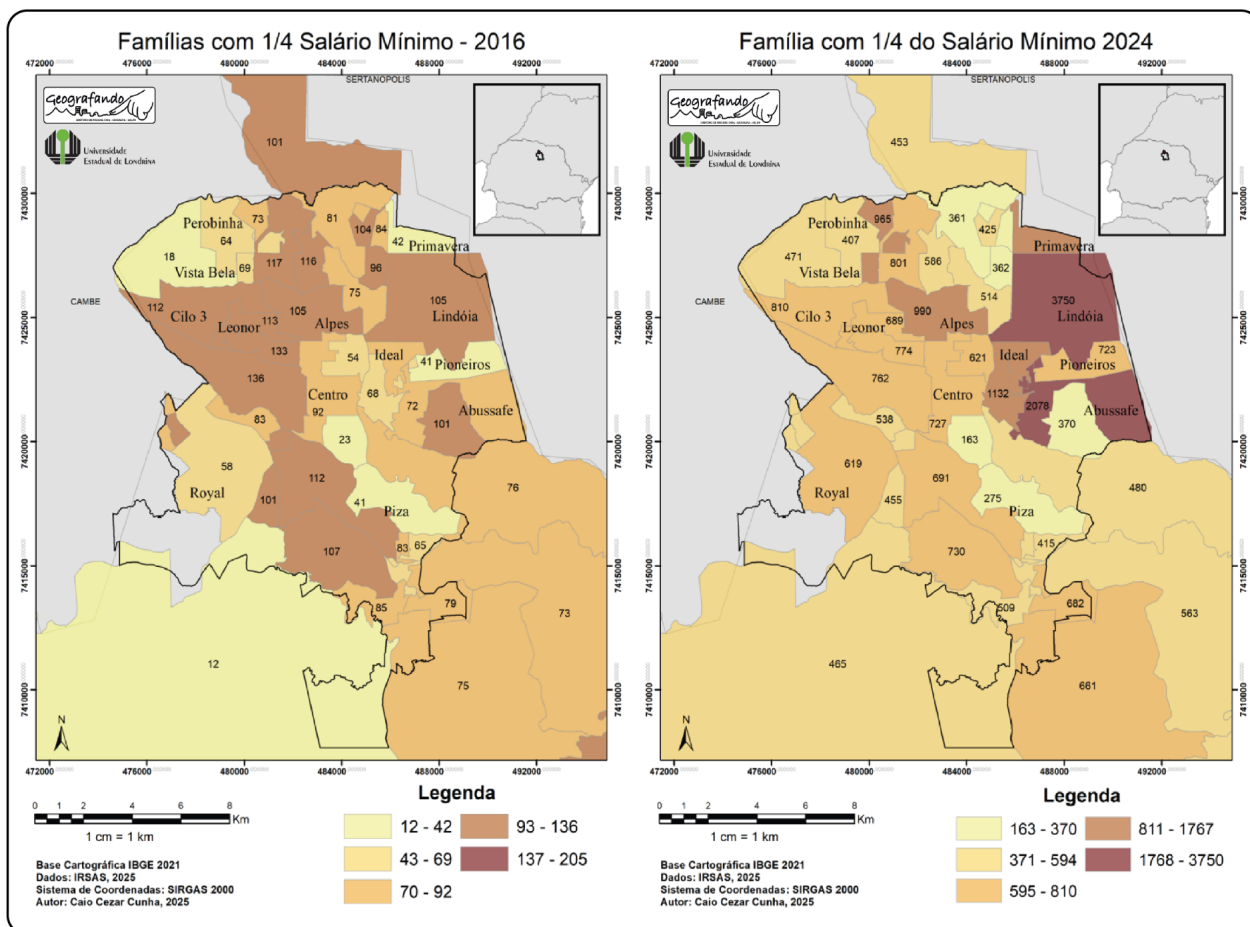 Famílias com 1/4 Salário Mínimo - 2016
472000 476000 480000 484000 488000 492000
SERTANOPOLIS
Geografando
Universidade
Estadual de Londrina
7430000
7425000
7420000
7415000
7410000
CAMBE
101
Perobinha
73
81
104
84
42
Primavera
64
18
Vista Bela
69
117
116
96
75
112
Cilo 3
Leonor
113
105
Alpes
105
Lindóia
133
54
Ideal
41
Pioneiros
136
Centro
68
72
92
101
Abussafe
83
23
58
Royal
112
101
41
Piza
76
107
83
65
85
79
73
12
75
N
472000 476000 480000 484000 488000 492000
0 1 2 4 6 8
Km
1 cm = 1 km
Legenda
12 - 42
43 - 69
70 - 92
93 - 136
137 - 205
Base Cartográfica IBGE 2021
Dados: IRSAS, 2025
Sistema de Coordenadas: SIRGAS 2000
Autor: Caio Cezar Cunha, 2025
Família com 1/4 do Salário Mínimo 2024
472000 476000 480000 484000 488000 492000
SERTANOPOLIS
Geografando
Universidade
Estadual de Londrina
7430000
7425000
7420000
7415000
7410000
CAMBE
453
Perobinha
965
361
425
Primavera
407
471
Vista Bela
801
586
362
514
810
Cilo 3
Leonor
689
990
Alpes
3750
Lindóia
774
621
Ideal
723
Pioneiros
762
Centro
1132
2078
370
Abussafe
538
727
163
619
Royal
691
455
275
Piza
480
730
415
509
682
563
465
661
N
472000 476000 480000 484000 488000 492000
0 1 2 4 6 8
Km
1 cm = 1 km
Legenda
163 - 370
371 - 594
595 - 810
811 - 1767
1768 - 3750
Base Cartográfica IBGE 2021
Dados: IRSAS, 2025
Sistema de Coordenadas: SIRGAS 2000
Autor: Caio Cezar Cunha, 2025